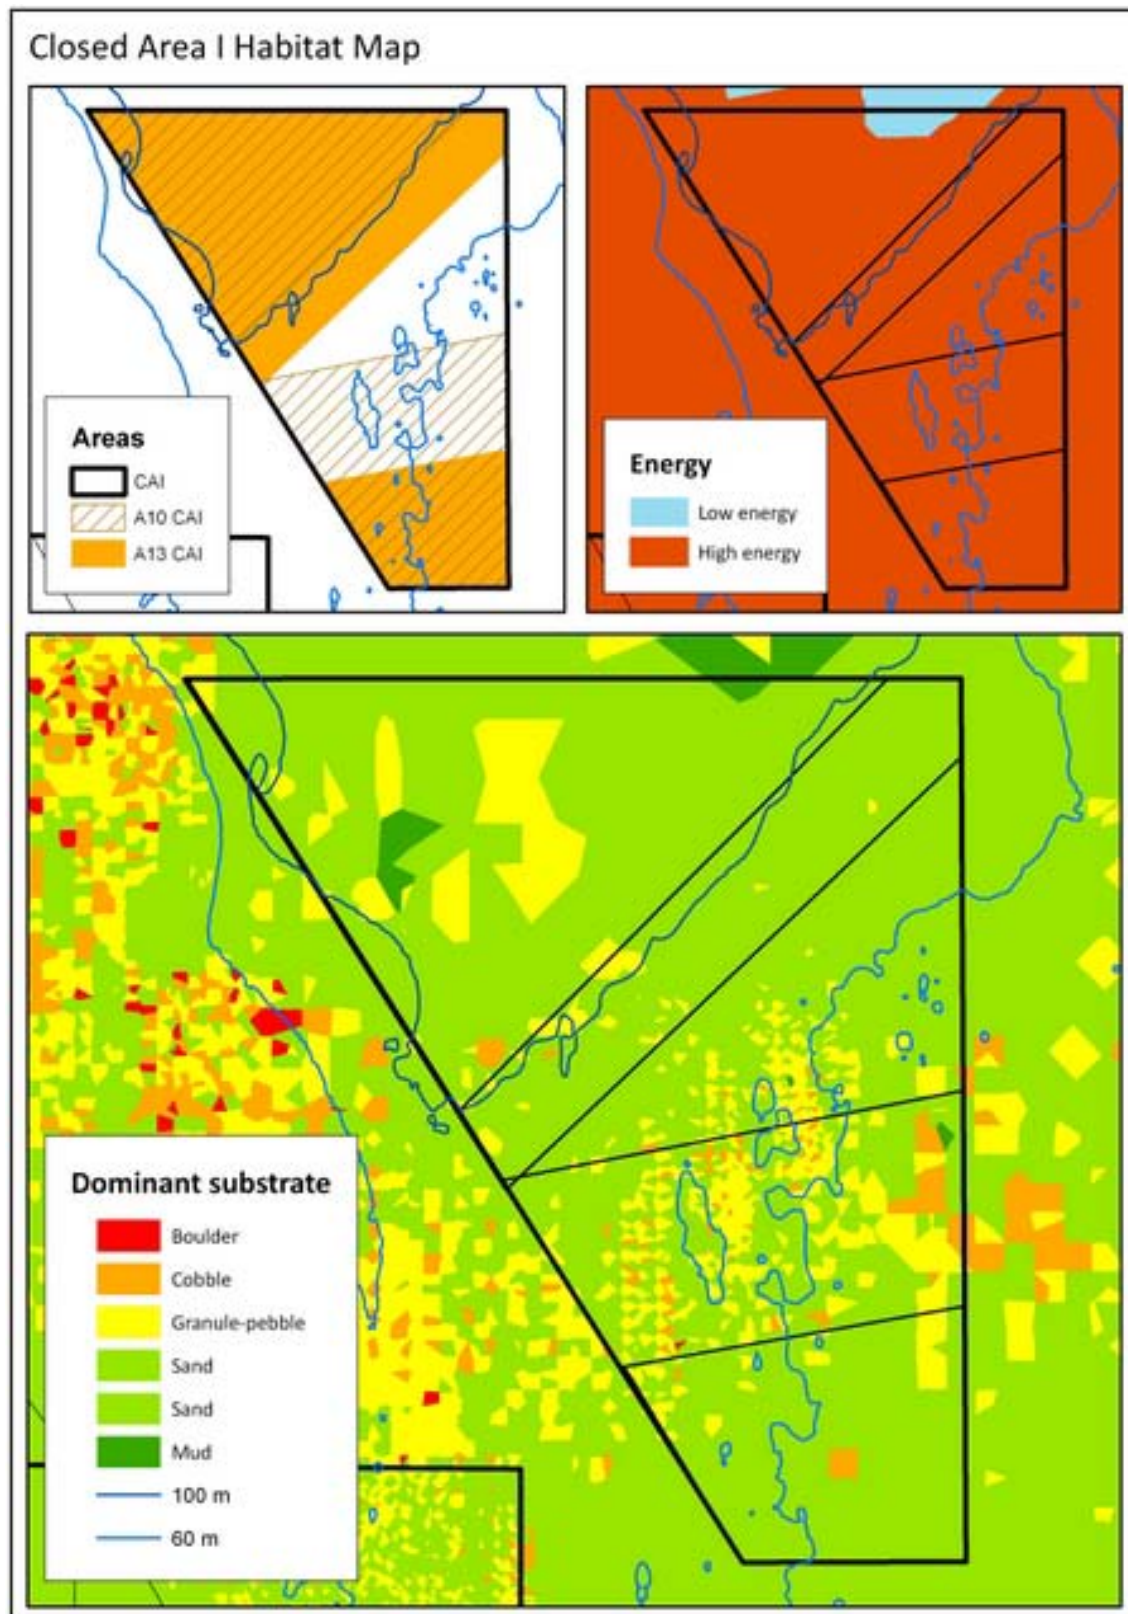 Closed Area I Habitat Map
Areas
CAI
A10 CAI
A13 CAI
Energy
Low energy
High energy
Dominant substrate
Boulder
Cobble
Granule-pebble
Sand
Sand
Mud
100 m
60 m